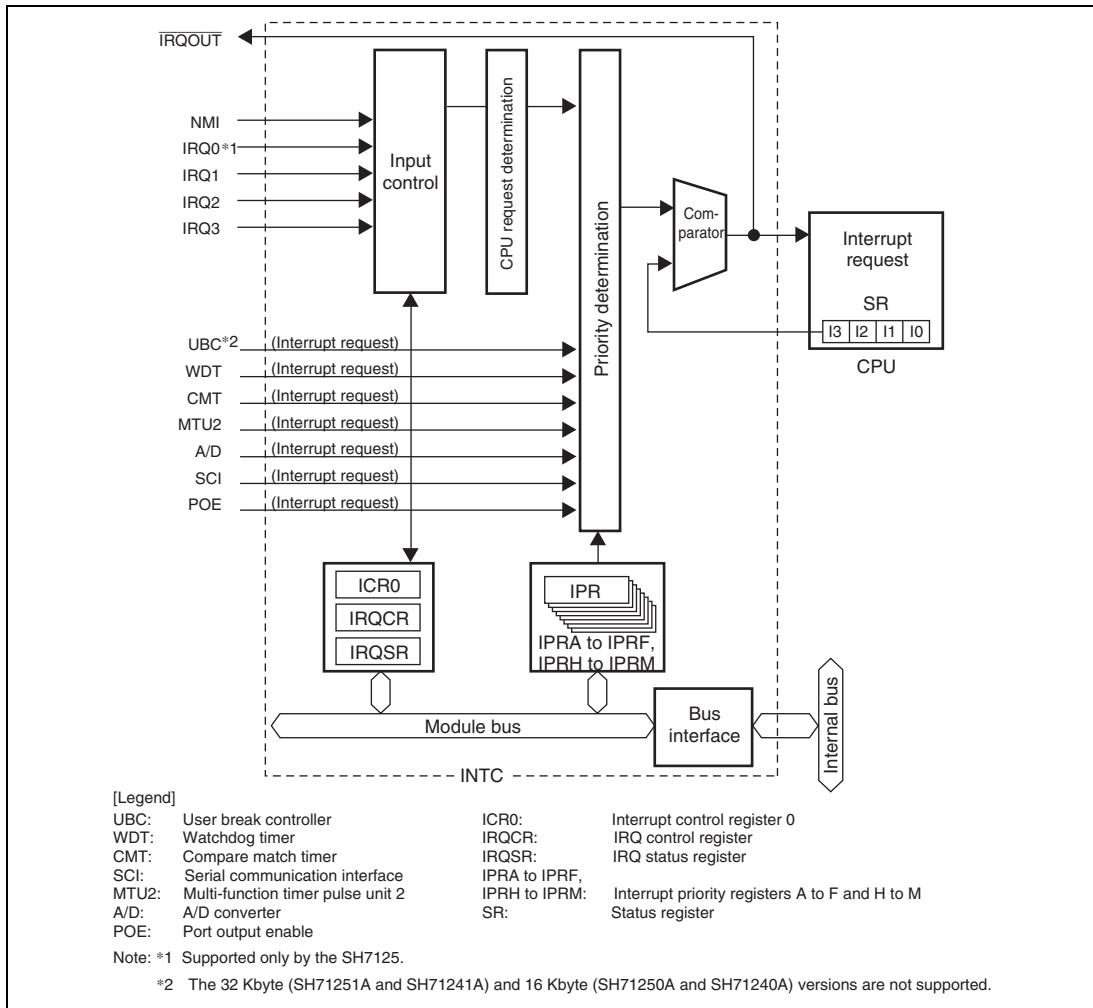 IRQOUT
NMI
IRQ0*1
IRQ1
IRQ2
IRQ3
Input
control
CPU request determination
Priority determination
Com-
parator
Interrupt
request
SR
I3 I2 I1 I0
CPU
UBC*2 (Interrupt request)
WDT (Interrupt request)
CMT (Interrupt request)
MTU2 (Interrupt request)
A/D (Interrupt request)
SCI (Interrupt request)
POE (Interrupt request)
ICR0
IRQCR
IRQSR
IPR
IPRA to IPRF,
IPRH to IPRM
Module bus
Bus
interface
Internal bus
INTC
[Legend]
UBC: User break controller
WDT: Watchdog timer
CMT: Compare match timer
SCI: Serial communication interface
MTU2: Multi-function timer pulse unit 2
A/D: A/D converter
POE: Port output enable
ICR0: Interrupt control register 0
IRQCR: IRQ control register
IRQSR: IRQ status register
IPRA to IPRF,
IPRH to IPRM: Interrupt priority registers A to F and H to M
SR: Status register
Note: *1 Supported only by the SH7125.
*2 The 32 Kbyte (SH71251A and SH71241A) and 16 Kbyte (SH71250A and SH71240A) versions are not supported.